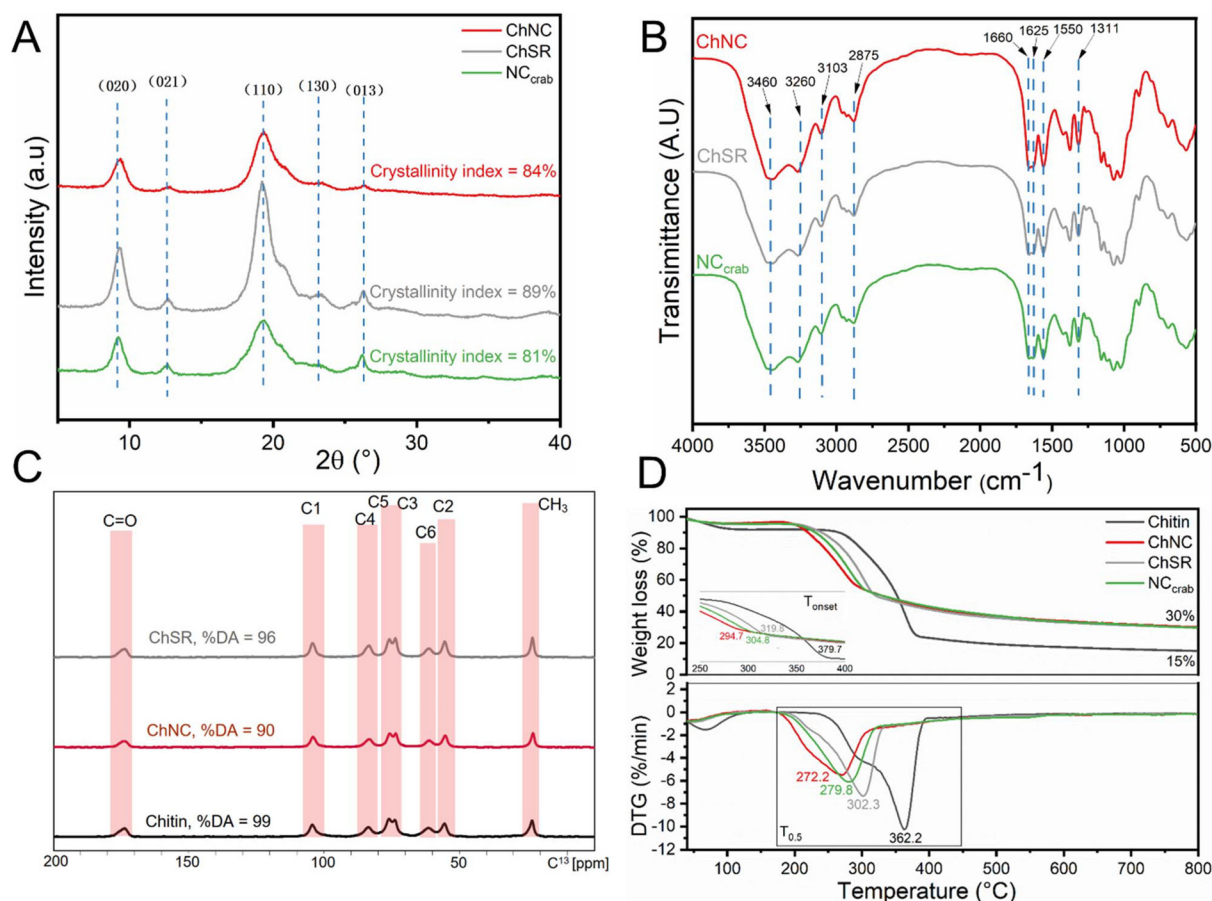 A
ChNC
ChSR
NCcrab
(020)
(021)
(110)
(130)
(013)
Crystallinity index = 84%
Crystallinity index = 89%
Crystallinity index = 81%
Intensity (a.u)
10
20
30
40
2θ (°)
B
ChNC
ChSR
NCcrab
3460
3260
3103
2875
1660
1625
1550
1311
Transimittance (A.U)
4000
3500
3000
2500
2000
1500
1000
500
Wavenumber (cm-1)
C
C=O
C1
C4
C5
C3
C6
C2
CH3
ChSR, %DA = 96
ChNC, %DA = 90
Chitin, %DA = 99
200
150
100
50
C13 [ppm]
D
Chitin
ChNC
ChSR
NCcrab
Weight loss (%)
100
80
60
40
20
0
Tonset
319.6
294.7
304.8
379.7
250
300
350
400
30%
15%
DTG (%/min)
2
0
-2
-4
-6
-8
-10
-12
272.2
279.8
302.3
362.2
T0.5
100
200
300
400
500
600
700
800
Temperature (°C)